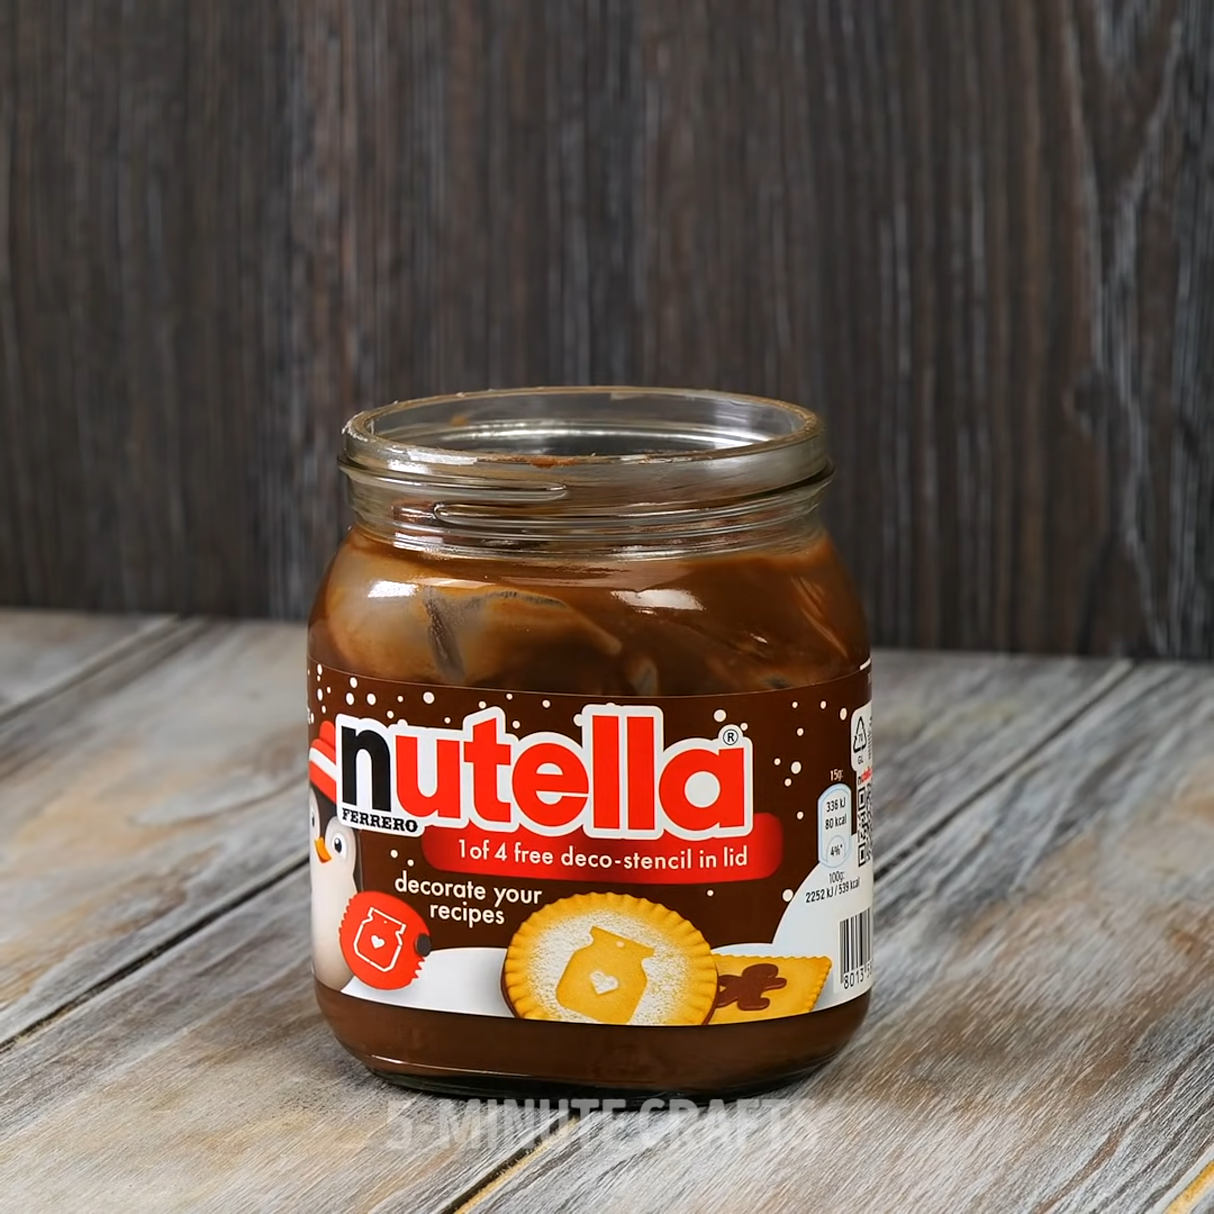 nutella®
FERRERO
1 of 4 free deco-stencil in lid
decorate your
recipes
15g:
336 kJ
80 kcal
4%*
100g:
2252 kJ / 539 kcal
GL
5-MINUTE CRAFTS